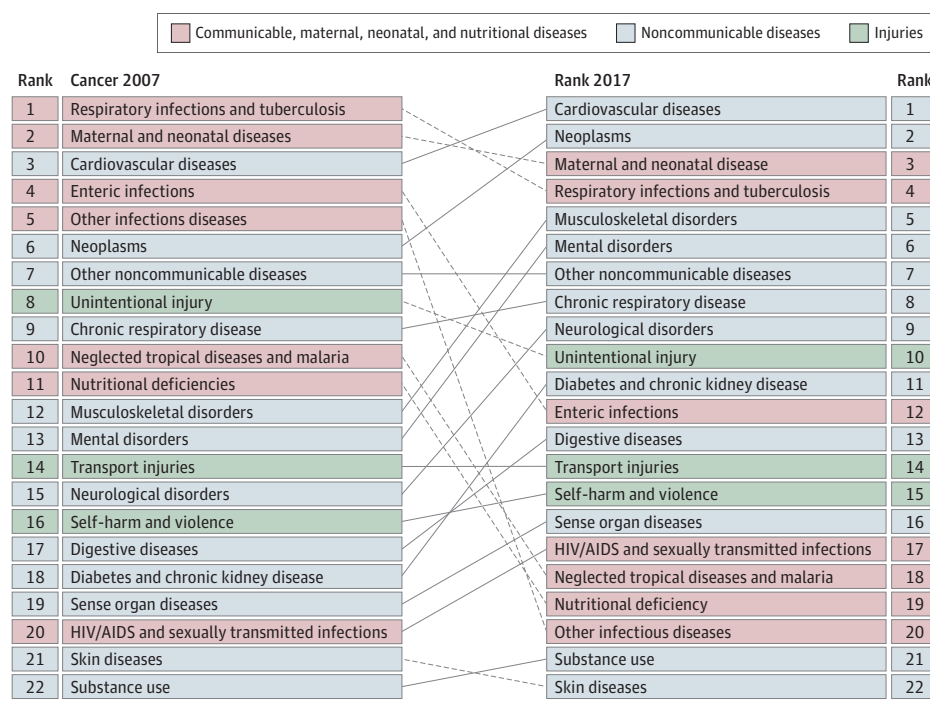 Communicable, maternal, neonatal, and nutritional diseases Noncommunicable diseases Injuries
Rank Cancer 2007 Rank 2017 Rank
1 Respiratory infections and tuberculosis Cardiovascular diseases 1
2 Maternal and neonatal diseases Neoplasms 2
3 Cardiovascular diseases Maternal and neonatal disease 3
4 Enteric infections Respiratory infections and tuberculosis 4
5 Other infections diseases Musculoskeletal disorders 5
6 Neoplasms Mental disorders 6
7 Other noncommunicable diseases Other noncommunicable diseases 7
8 Unintentional injury Chronic respiratory disease 8
9 Chronic respiratory disease Neurological disorders 9
10 Neglected tropical diseases and malaria Unintentional injury 10
11 Nutritional deficiencies Diabetes and chronic kidney disease 11
12 Musculoskeletal disorders Enteric infections 12
13 Mental disorders Digestive diseases 13
14 Transport injuries Transport injuries 14
15 Neurological disorders Self-harm and violence 15
16 Self-harm and violence Sense organ diseases 16
17 Digestive diseases HIV/AIDS and sexually transmitted infections 17
18 Diabetes and chronic kidney disease Neglected tropical diseases and malaria 18
19 Sense organ diseases Nutritional deficiency 19
20 HIV/AIDS and sexually transmitted infections Other infectious diseases 20
21 Skin diseases Substance use 21
22 Substance use Skin diseases 22